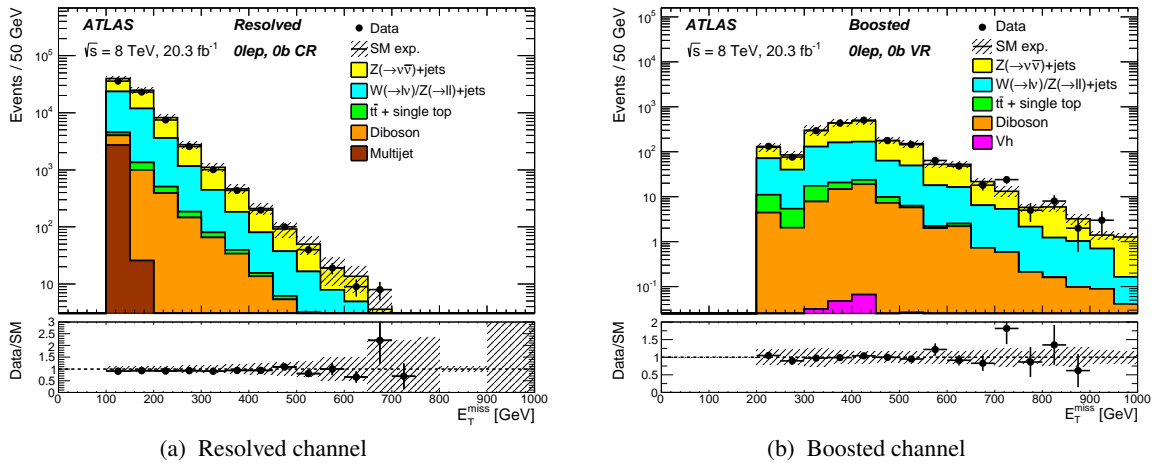 ATLAS Resolved
√s = 8 TeV, 20.3 fb⁻¹ 0lep, 0b CR
Data
SM exp.
Z(→νν̄)+jets
W(→lν)/Z(→ll)+jets
tt̄ + single top
Diboson
Multijet
Events / 50 GeV
10⁵
10⁴
10³
10²
10
Data/SM
3
2.5
2
1.5
1
0.5
0
0 100 200 300 400 500 600 700 800 900 1000
E_T^miss [GeV]
(a) Resolved channel
ATLAS Boosted
√s = 8 TeV, 20.3 fb⁻¹ 0lep, 0b VR
Data
SM exp.
Z(→νν̄)+jets
W(→lν)/Z(→ll)+jets
tt̄ + single top
Diboson
Vh
Events / 50 GeV
10⁵
10⁴
10³
10²
10
1
10⁻¹
Data/SM
2
1.5
1
0.5
0
0 100 200 300 400 500 600 700 800 900 1000
E_T^miss [GeV]
(b) Boosted channel